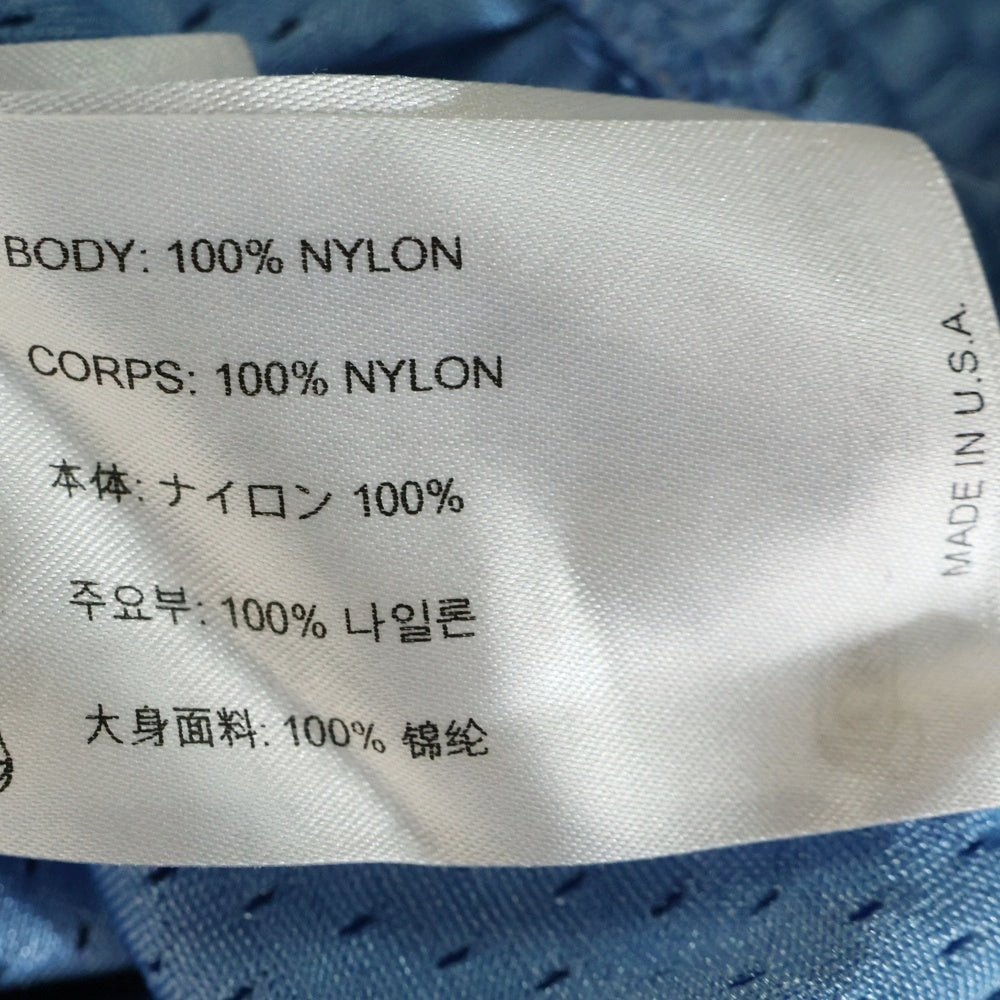 BODY: 100% NYLON
CORPS: 100% NYLON
本体: ナイロン 100%
주요부: 100% 나일론
大身面料: 100% 锦纶
MADE IN U.S.A.